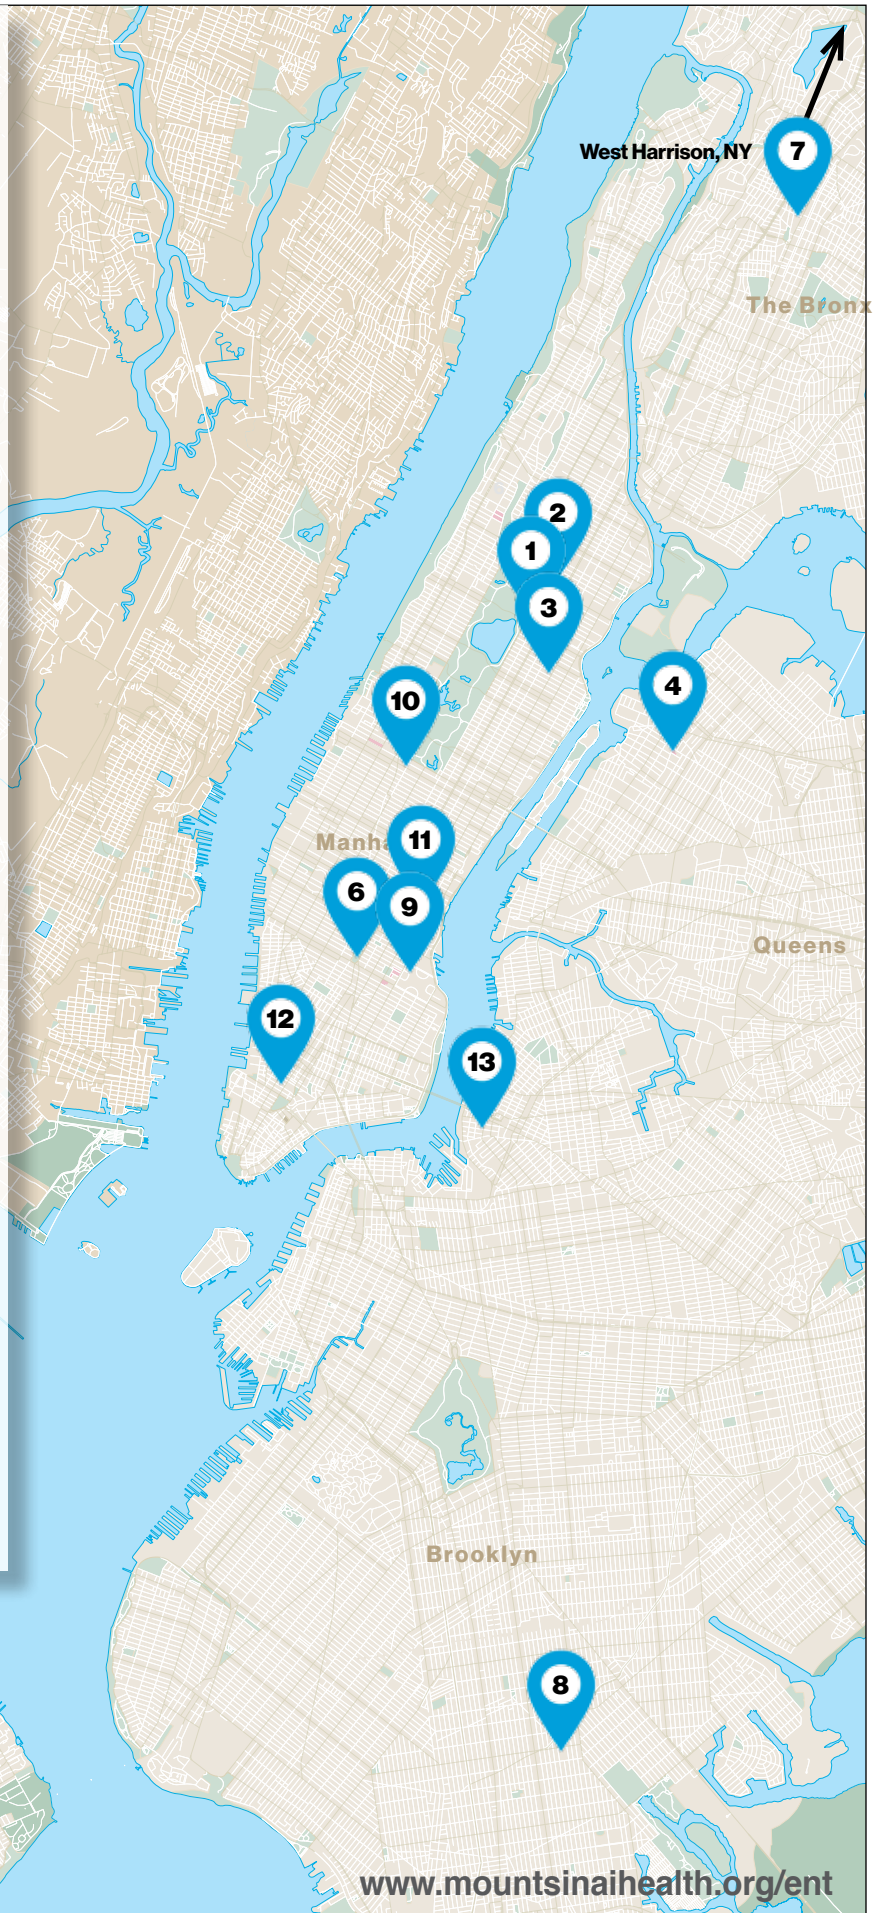 West Harrison, NY
7
The Bronx
2
1
3
4
10
Manha
11
6
9
Queens
12
13
Brooklyn
8
www.mountsinaihealth.org/ent